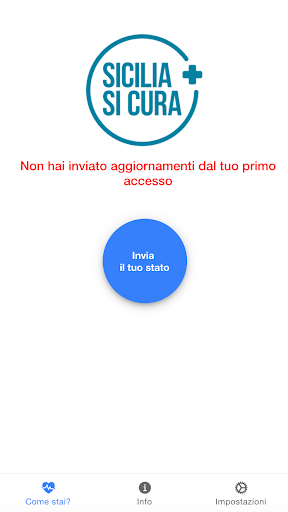 SICILIA
SI CURA
Non hai inviato aggiornamenti dal tuo primo
accesso
Invia
il tuo stato
Come stai?
Info
Impostazioni